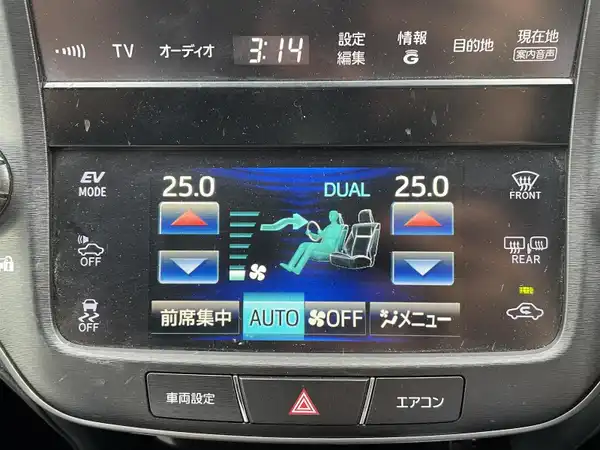 TV オーディオ 3:14 設定編集 情報 G 目的地 現在地 案内音声
EV MODE
25.0 DUAL 25.0
FRONT
OFF
REAR
OFF
前席集中 AUTO OFF メニュー
車両設定 エアコン